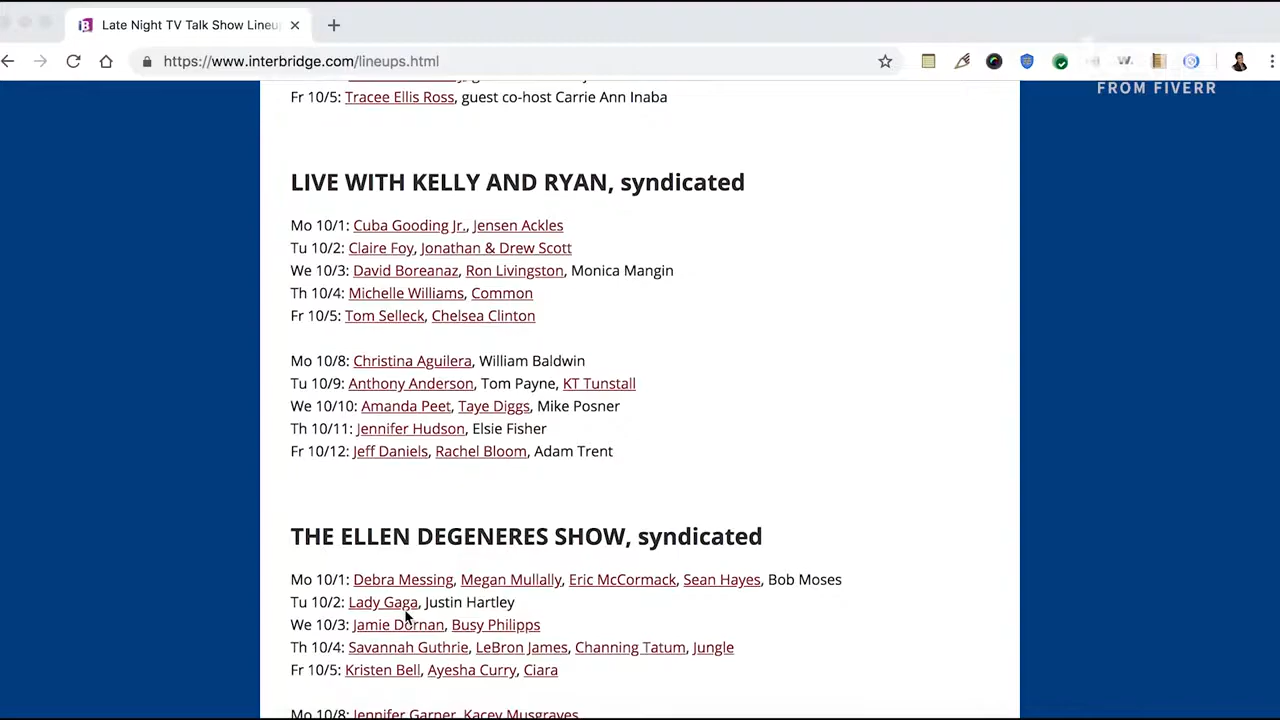 Late Night TV Talk Show Lineu
https://www.interbridge.com/lineups.html
FROM FIVERR
Fr 10/5: Tracee Ellis Ross, guest co-host Carrie Ann Inaba
LIVE WITH KELLY AND RYAN, syndicated
Mo 10/1: Cuba Gooding Jr., Jensen Ackles
Tu 10/2: Claire Foy, Jonathan & Drew Scott
We 10/3: David Boreanaz, Ron Livingston, Monica Mangin
Th 10/4: Michelle Williams, Common
Fr 10/5: Tom Selleck, Chelsea Clinton
Mo 10/8: Christina Aguilera, William Baldwin
Tu 10/9: Anthony Anderson, Tom Payne, KT Tunstall
We 10/10: Amanda Peet, Taye Diggs, Mike Posner
Th 10/11: Jennifer Hudson, Elsie Fisher
Fr 10/12: Jeff Daniels, Rachel Bloom, Adam Trent
THE ELLEN DEGENERES SHOW, syndicated
Mo 10/1: Debra Messing, Megan Mullally, Eric McCormack, Sean Hayes, Bob Moses
Tu 10/2: Lady Gaga, Justin Hartley
We 10/3: Jamie Dornan, Busy Philipps
Th 10/4: Savannah Guthrie, LeBron James, Channing Tatum, Jungle
Fr 10/5: Kristen Bell, Ayesha Curry, Ciara
Mo 10/8: Jennifer Garner, Kacey Musgraves